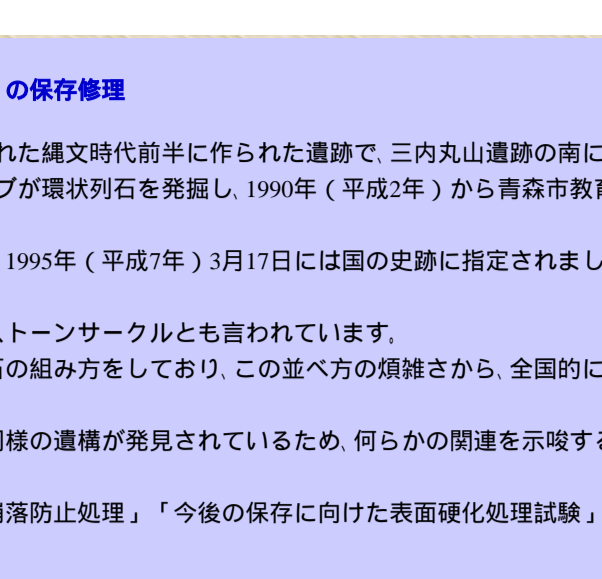 の保存修理
れた縄文時代前半に作られた遺跡で、三内丸山遺跡の南に
ブが環状列石を発掘し、1990年（平成2年）から青森市教育
1995年（平成7年）3月17日には国の史跡に指定されまし
ストーンサークルとも言われています。
石の組み方をしており、この並べ方の煩雑さから、全国的に
同様の遺構が発見されているため、何らかの関連を示唆する
崩落防止処理」「今後の保存に向けた表面硬化処理試験」